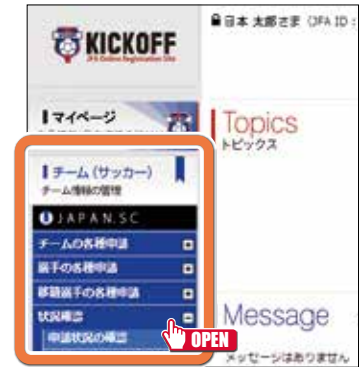 KICKOFF
JFA Online Registration Site
日本 太郎さま (JFA ID :
マイページ
Topics
トピックス
チーム (サッカー)
チーム情報の管理
JAPAN.SC
チームの各種申請
選手の各種申請
移籍選手の各種申請
状況確認
OPEN
申請状況の確認
Message
メッセージはありません